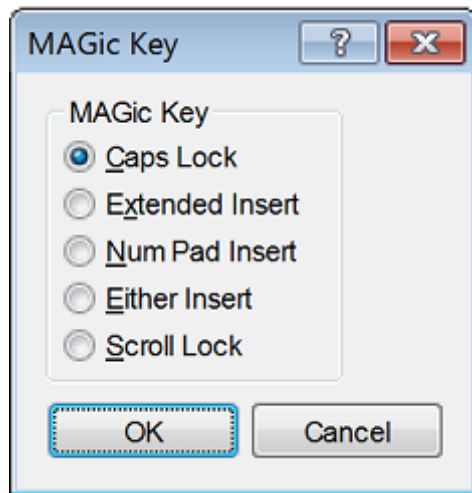 MAGic Key
MAGic Key
Caps Lock
Extended Insert
Num Pad Insert
Either Insert
Scroll Lock
OK Cancel